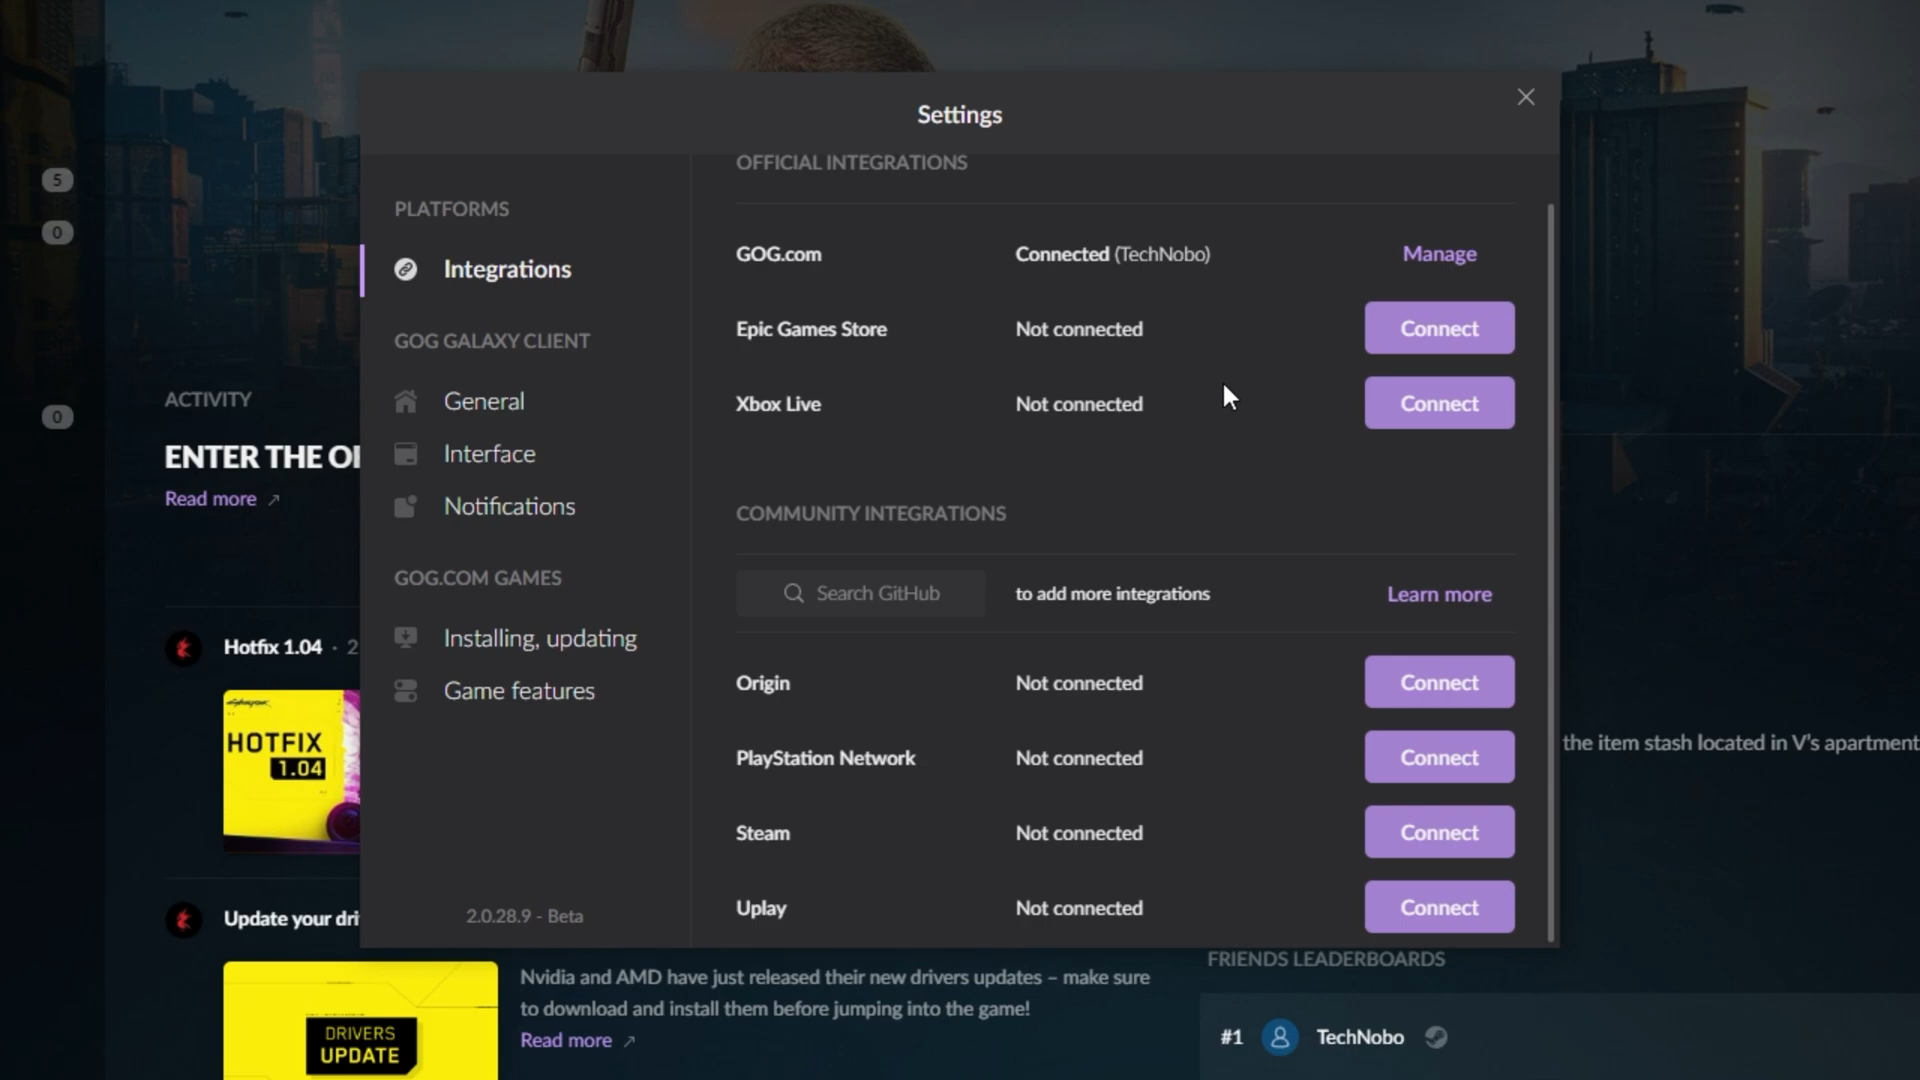 Settings
OFFICIAL INTEGRATIONS
PLATFORMS
Integrations
GOG GALAXY CLIENT
General
Interface
Notifications
GOG.COM GAMES
Installing, updating
Game features
2.0.28.9 - Beta
GOG.com Connected (TechNobo) Manage
Epic Games Store Not connected Connect
Xbox Live Not connected Connect
COMMUNITY INTEGRATIONS
Search GitHub to add more integrations Learn more
Origin Not connected Connect
PlayStation Network Not connected Connect
Steam Not connected Connect
Uplay Not connected Connect
5
0
0
ACTIVITY
ENTER THE
Read more
Hotfix 1.04 · 2
HOTFIX
1.04
the item stash located in V's apartment
Update your
DRIVERS
UPDATE
Nvidia and AMD have just released their new drivers updates – make sure
to download and install them before jumping into the game!
Read more
FRIENDS LEADERBOARDS
#1 TechNobo